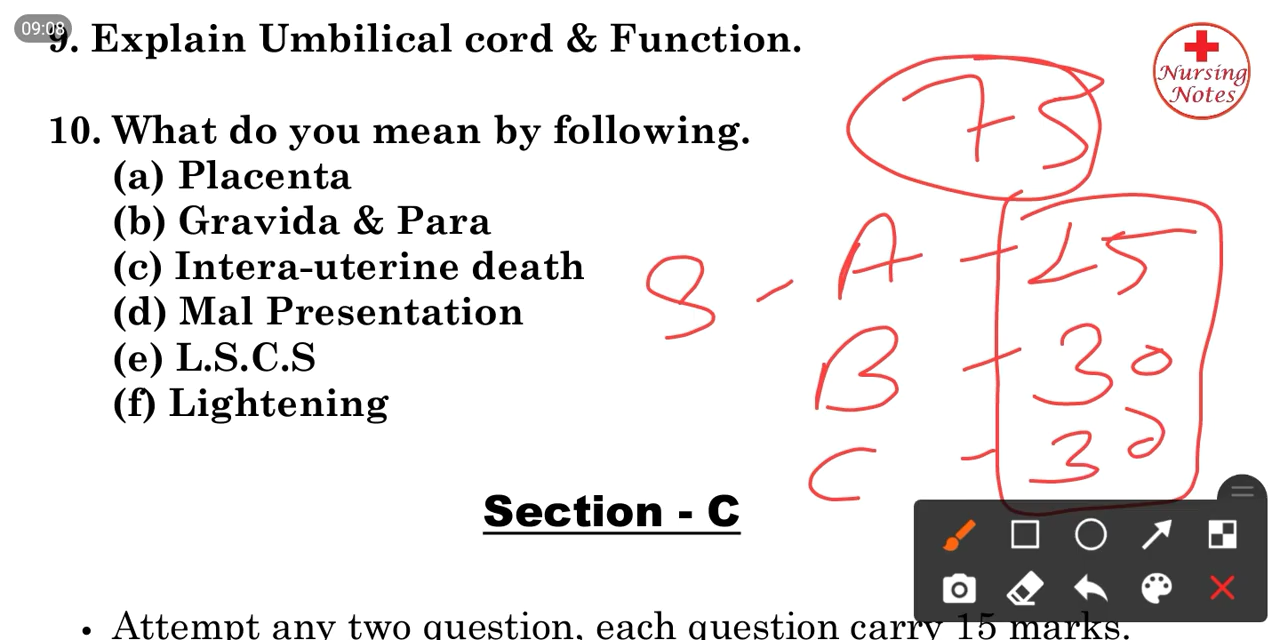 09:08
9. Explain Umbilical cord & Function.
Nursing
Notes
75
10. What do you mean by following.
(a) Placenta
(b) Gravida & Para
(c) Intera-uterine death
(d) Mal Presentation
(e) L.S.C.S
(f) Lightening
S - A - 15
B - 30
C - 30
Section - C
• Attempt any two question, each question carry 15 marks.